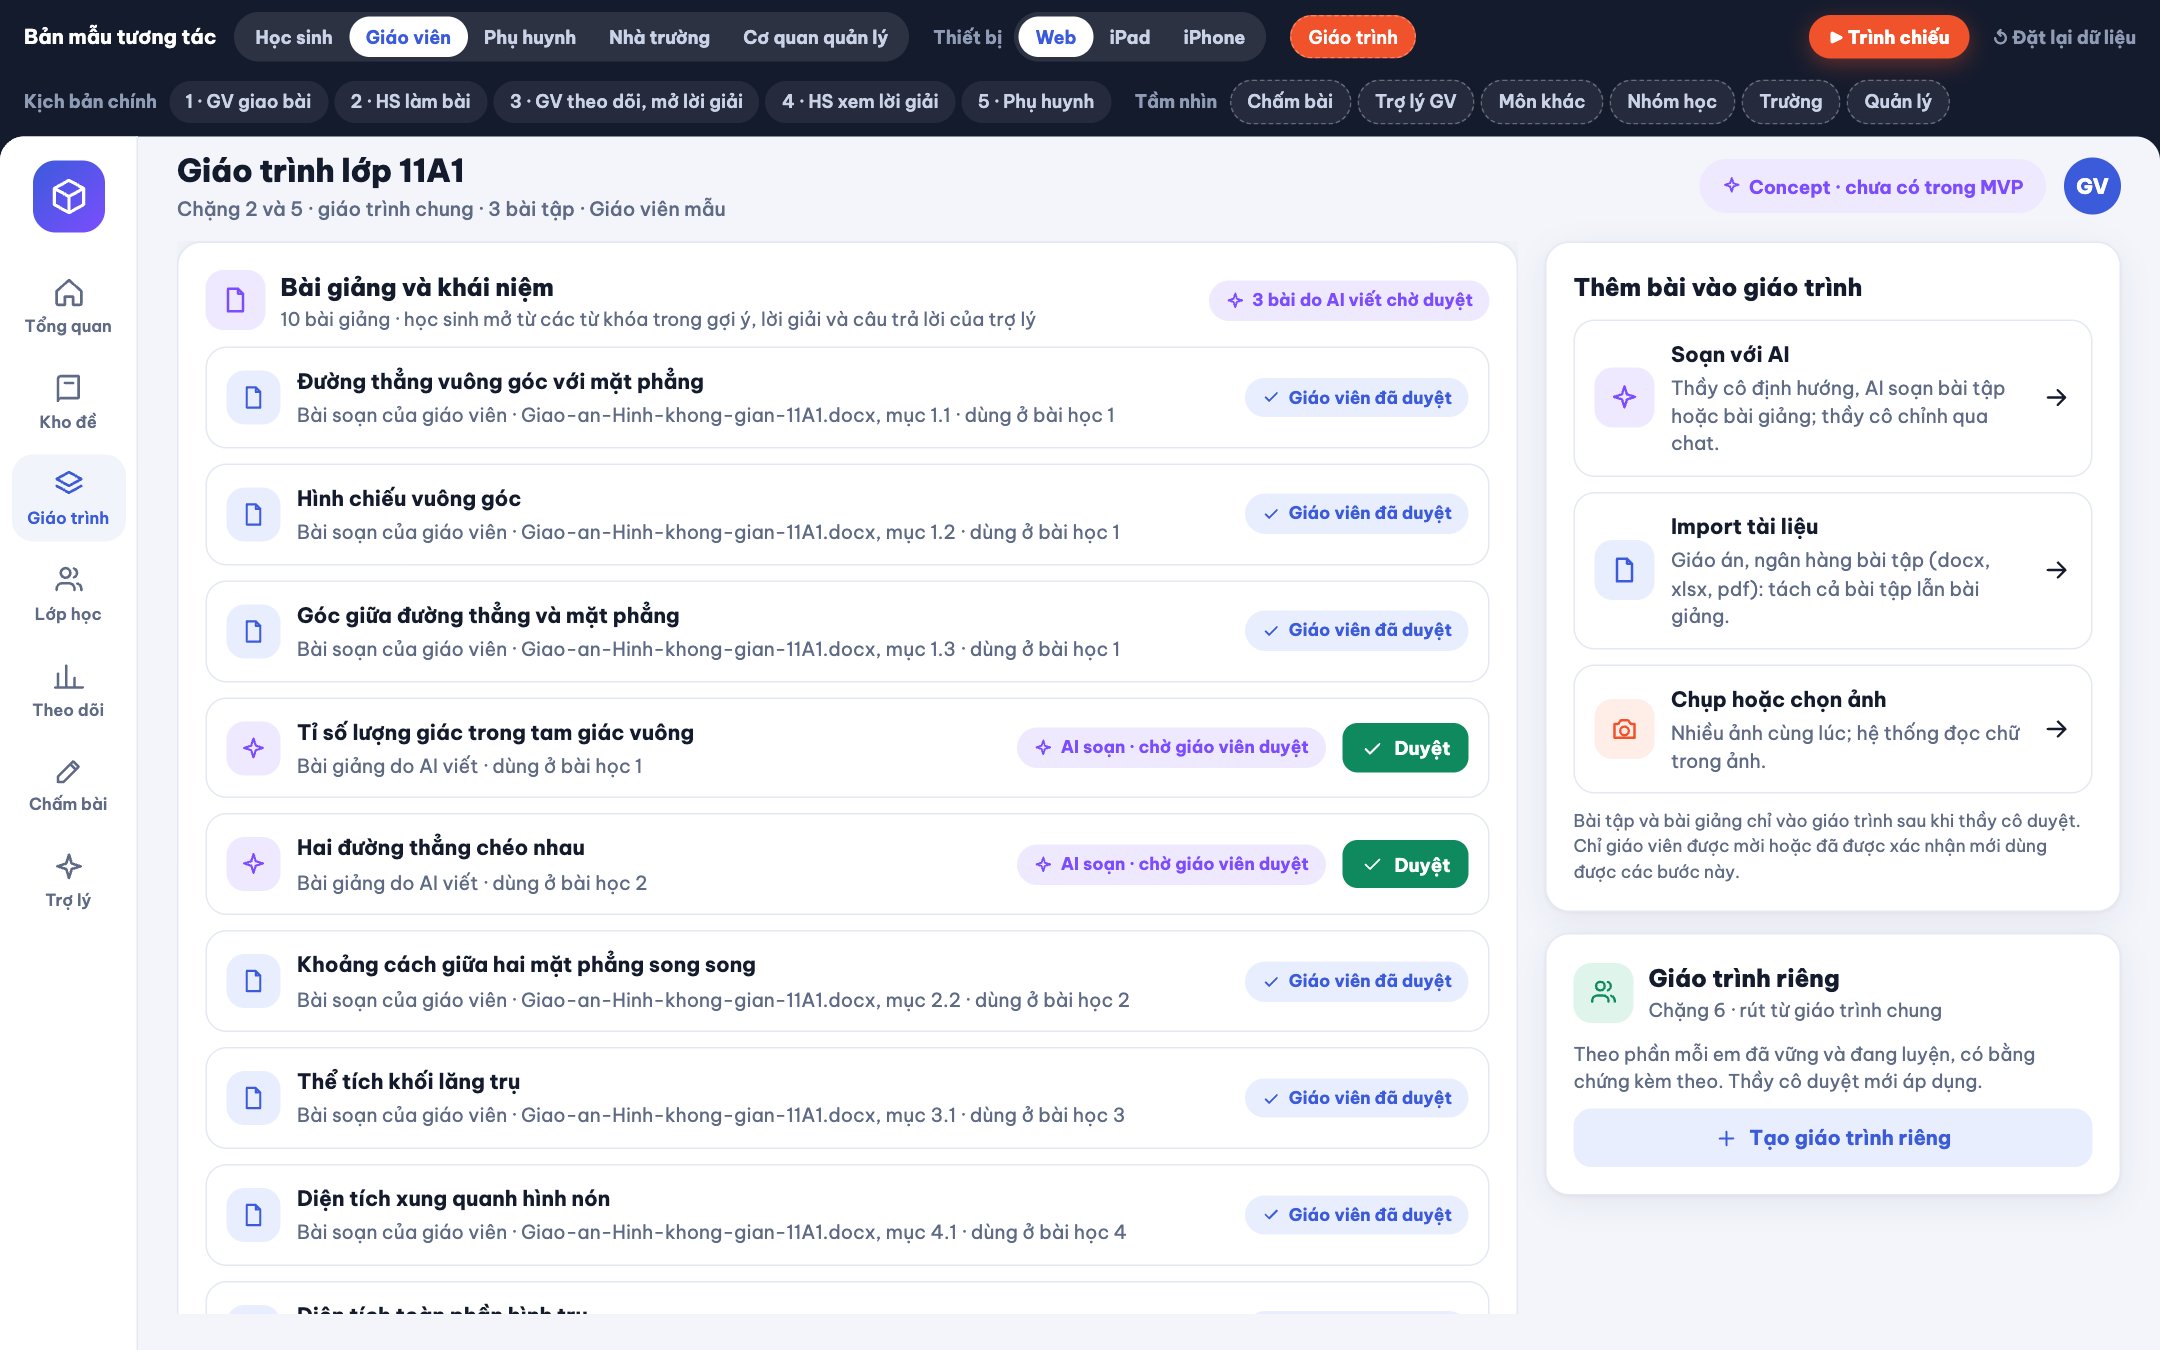 Bản mẫu tương tác
Học sinh
Giáo viên
Phụ huynh
Nhà trường
Cơ quan quản lý
Thiết bị
Web
iPad
iPhone
Giáo trình
Trình chiếu
Đặt lại dữ liệu
Kịch bản chính
1 · GV giao bài
2 · HS làm bài
3 · GV theo dõi, mở lời giải
4 · HS xem lời giải
5 · Phụ huynh
Tầm nhìn
Chấm bài
Trợ lý GV
Môn khác
Nhóm học
Trường
Quản lý
Tổng quan
Kho đề
Giáo trình
Lớp học
Theo dõi
Chấm bài
Trợ lý
Giáo trình lớp 11A1
Chặng 2 và 5 · giáo trình chung · 3 bài tập · Giáo viên mẫu
Concept · chưa có trong MVP
GV
Bài giảng và khái niệm
10 bài giảng · học sinh mở từ các từ khóa trong gợi ý, lời giải và câu trả lời của trợ lý
3 bài do AI viết chờ duyệt
Đường thẳng vuông góc với mặt phẳng
Bài soạn của giáo viên · Giao-an-Hinh-khong-gian-11A1.docx, mục 1.1 · dùng ở bài học 1
Giáo viên đã duyệt
Hình chiếu vuông góc
Bài soạn của giáo viên · Giao-an-Hinh-khong-gian-11A1.docx, mục 1.2 · dùng ở bài học 1
Giáo viên đã duyệt
Góc giữa đường thẳng và mặt phẳng
Bài soạn của giáo viên · Giao-an-Hinh-khong-gian-11A1.docx, mục 1.3 · dùng ở bài học 1
Giáo viên đã duyệt
Tỉ số lượng giác trong tam giác vuông
Bài giảng do AI viết · dùng ở bài học 1
AI soạn · chờ giáo viên duyệt
Duyệt
Hai đường thẳng chéo nhau
Bài giảng do AI viết · dùng ở bài học 2
AI soạn · chờ giáo viên duyệt
Duyệt
Khoảng cách giữa hai mặt phẳng song song
Bài soạn của giáo viên · Giao-an-Hinh-khong-gian-11A1.docx, mục 2.2 · dùng ở bài học 2
Giáo viên đã duyệt
Thể tích khối lăng trụ
Bài soạn của giáo viên · Giao-an-Hinh-khong-gian-11A1.docx, mục 3.1 · dùng ở bài học 3
Giáo viên đã duyệt
Diện tích xung quanh hình nón
Bài soạn của giáo viên · Giao-an-Hinh-khong-gian-11A1.docx, mục 4.1 · dùng ở bài học 4
Giáo viên đã duyệt
Diện tích toàn phần hình trụ
Thêm bài vào giáo trình
Soạn với AI
Thầy cô định hướng, AI soạn bài tập
hoặc bài giảng; thầy cô chỉnh qua
chat.
Import tài liệu
Giáo án, ngân hàng bài tập (docx,
xlsx, pdf): tách cả bài tập lẫn bài
giảng.
Chụp hoặc chọn ảnh
Nhiều ảnh cùng lúc; hệ thống đọc chữ
trong ảnh.
Bài tập và bài giảng chỉ vào giáo trình sau khi thầy cô duyệt.
Chỉ giáo viên được mời hoặc đã được xác nhận mới dùng
được các bước này.
Giáo trình riêng
Chặng 6 · rút từ giáo trình chung
Theo phần mỗi em đã vững và đang luyện, có bằng
chứng kèm theo. Thầy cô duyệt mới áp dụng.
Tạo giáo trình riêng